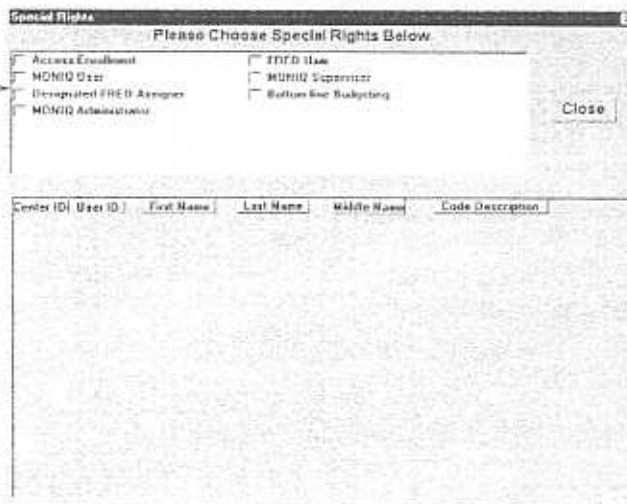 Special Rights
Please Choose Special Rights Below
Access Enrollment
FRED User
MONIQ User
MONIQ Supervisor
Designated FRED Assigner
Bottom line Budgeting
MONIQ Administrator
Close
Center ID User ID First Name Last Name Middle Name Code Description